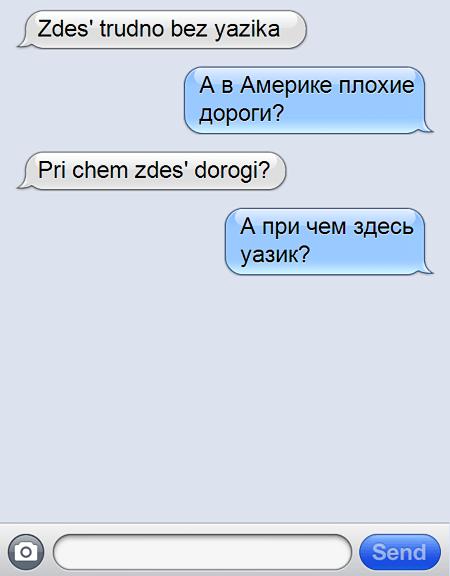 Zdes' trudno bez yazika
А в Америке плохие
дороги?
Pri chem zdes' dorogi?
А при чем здесь
уазик?
Send